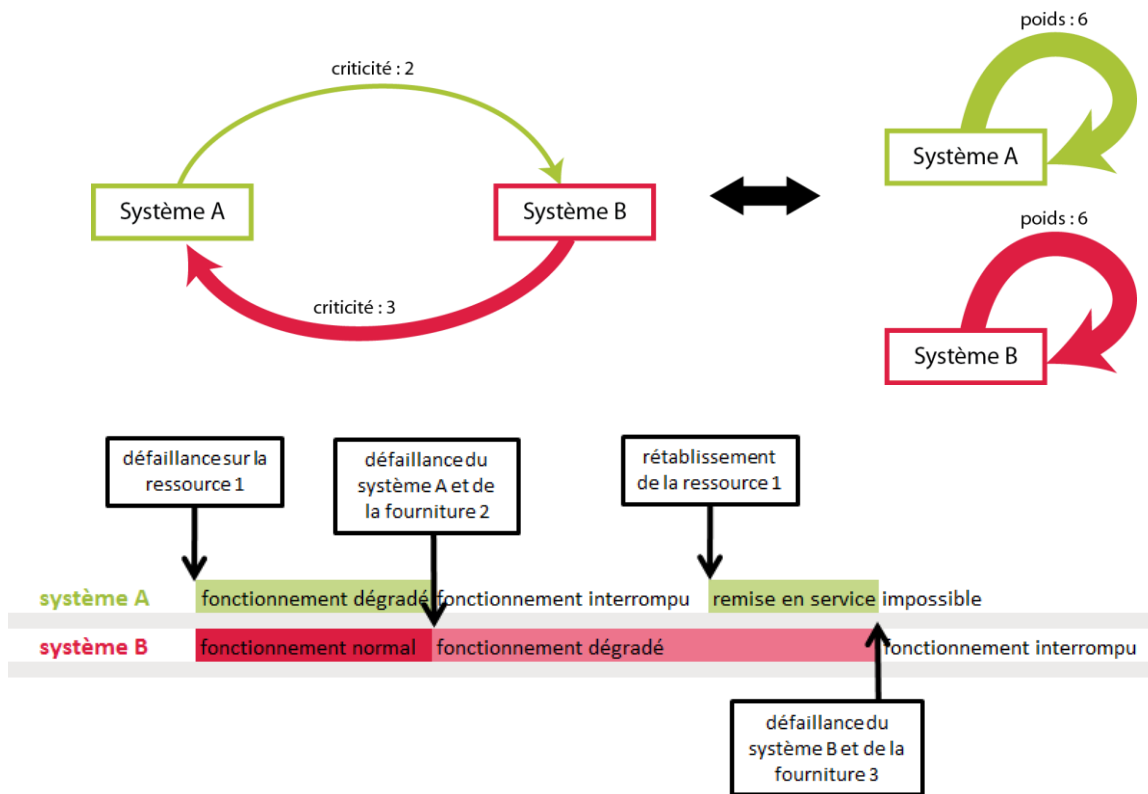 poids : 6
criticité : 2
Système A
Système A
Système B
poids : 6
criticité : 3
Système B
défaillance sur la
ressource 1
défaillance du
système A et de
la fourniture 2
rétablissement
de la ressource 1
système A fonctionnement dégradé fonctionnement interrompu remise en service impossible
système B fonctionnement normal fonctionnement dégradé fonctionnement interrompu
défaillance du
système B et de la
fourniture 3